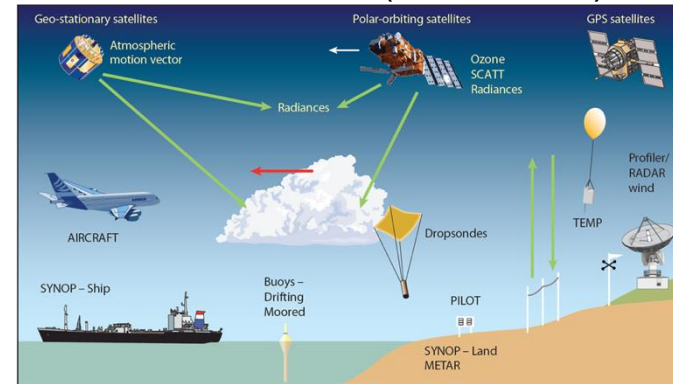 Geo-stationary satellites
Polar-orbiting satellites
GPS satellites
Atmospheric
motion vector
Ozone
SCATT
Radiances
Radiances
Profiler/
RADAR
wind
TEMP
AIRCRAFT
Dropsondes
SYNOP – Ship
Buoys –
Drifting
Moored
PILOT
SYNOP – Land
METAR